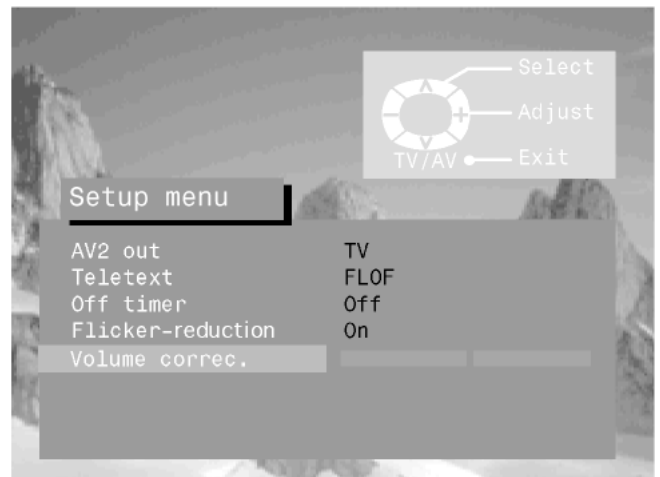 Select
Adjust
TV/AV Exit
Setup menu
AV2 out TV
Teletext FLOF
Off timer Off
Flicker-reduction On
Volume correc.